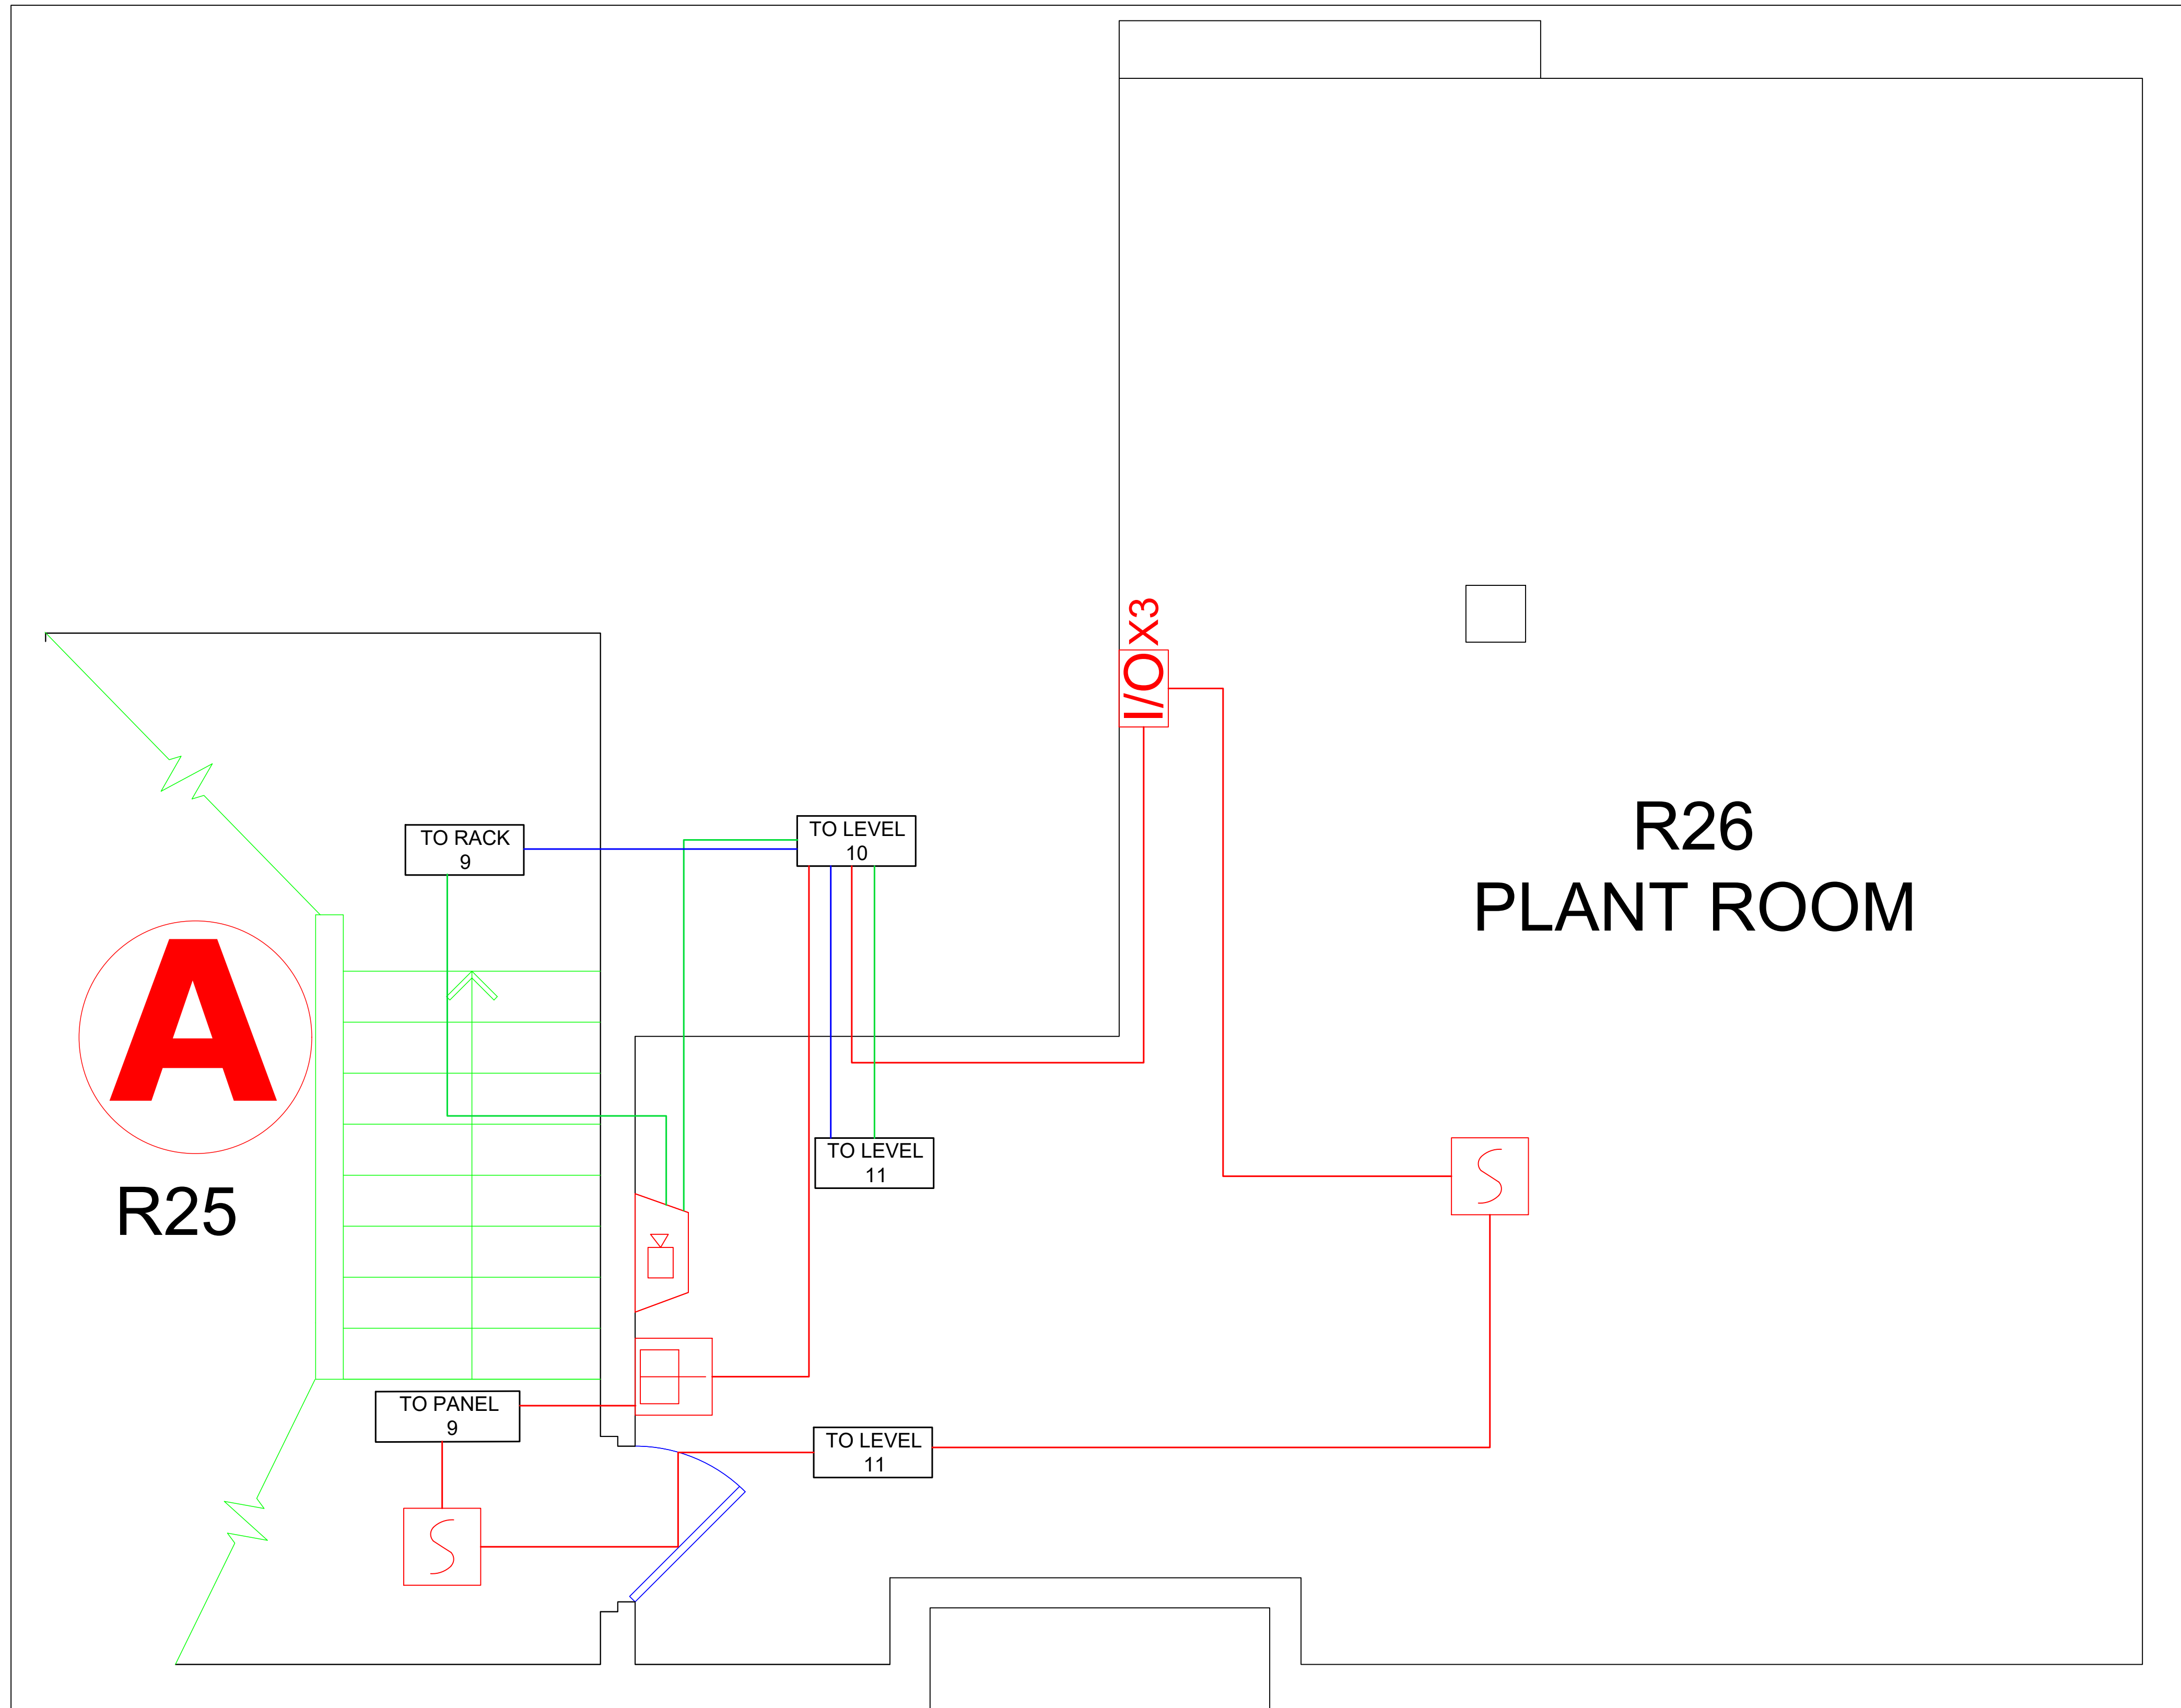 x3
I/O
TO RACK
9
TO LEVEL
10
R26
PLANT ROOM
A
R25
TO LEVEL
11
S
TO PANEL
9
TO LEVEL
11
S